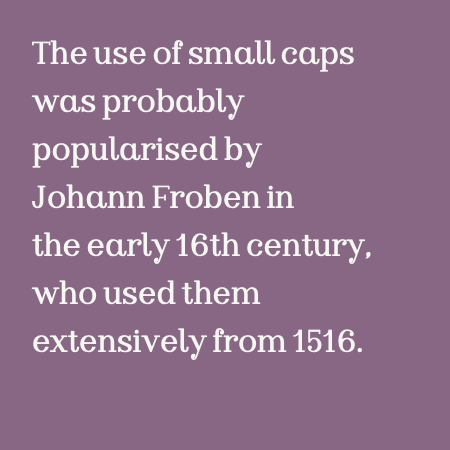 The use of small caps
was probably
popularised by
Johann Froben in
the early 16th century,
who used them
extensively from 1516.